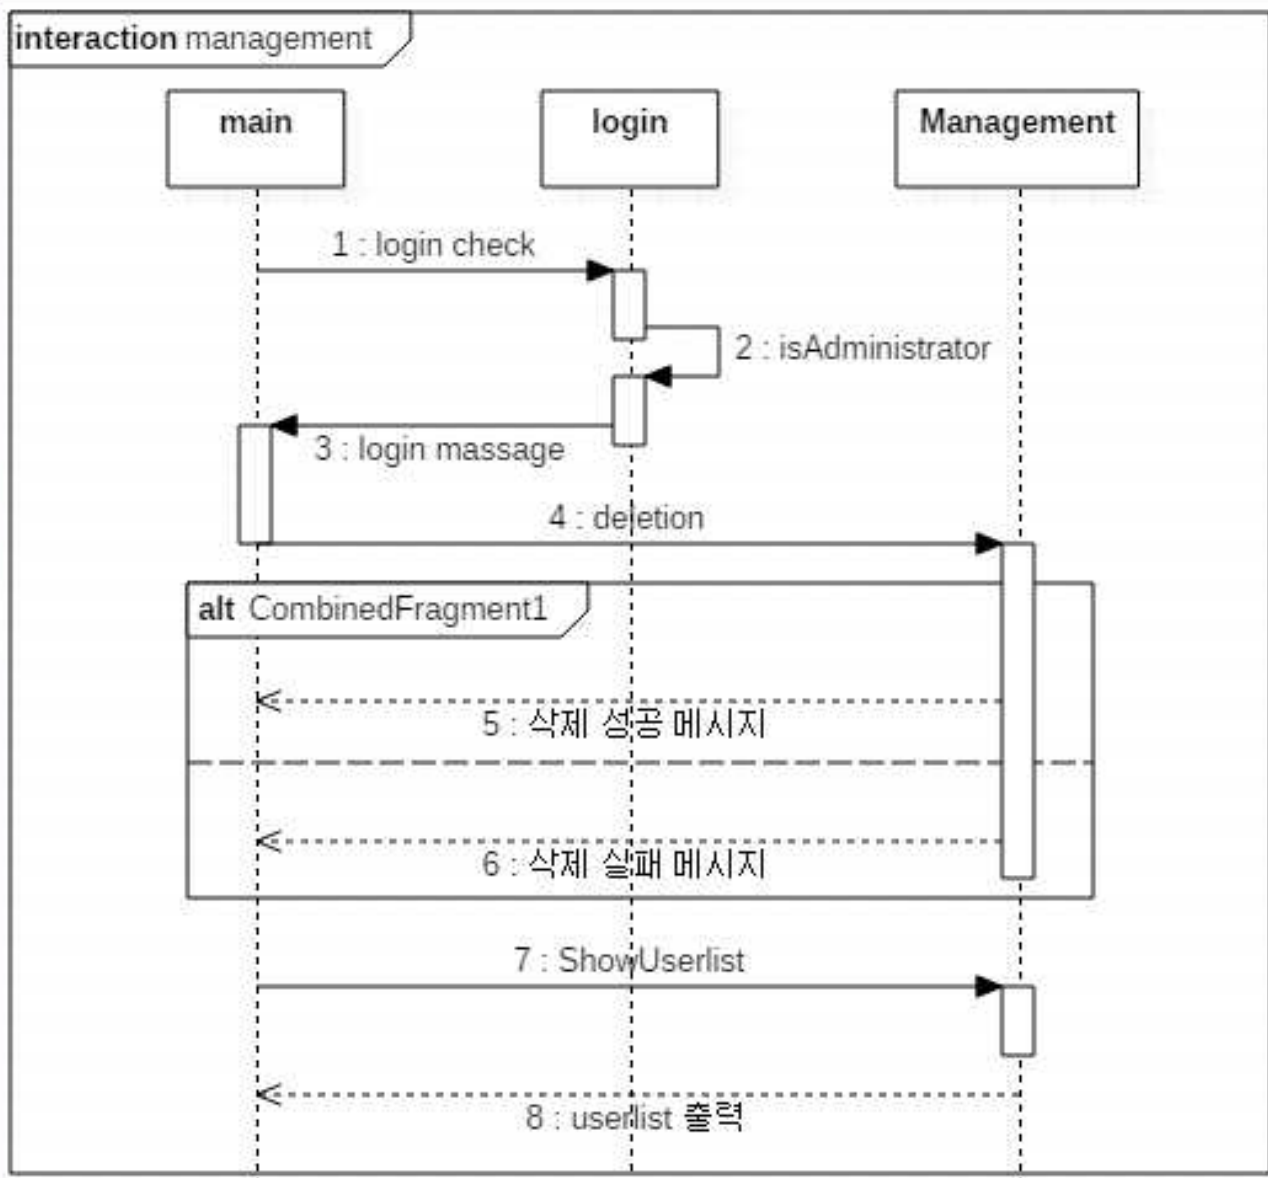 interaction management
main
login
Management
1 : login check
2 : isAdministrator
3 : login massage
4 : deletion
alt CombinedFragment1
5 : 삭제 성공 메시지
6 : 삭제 실패 메시지
7 : ShowUserlist
8 : userlist 출력